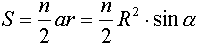 S = n/2 ar = n/2 R² · sin α